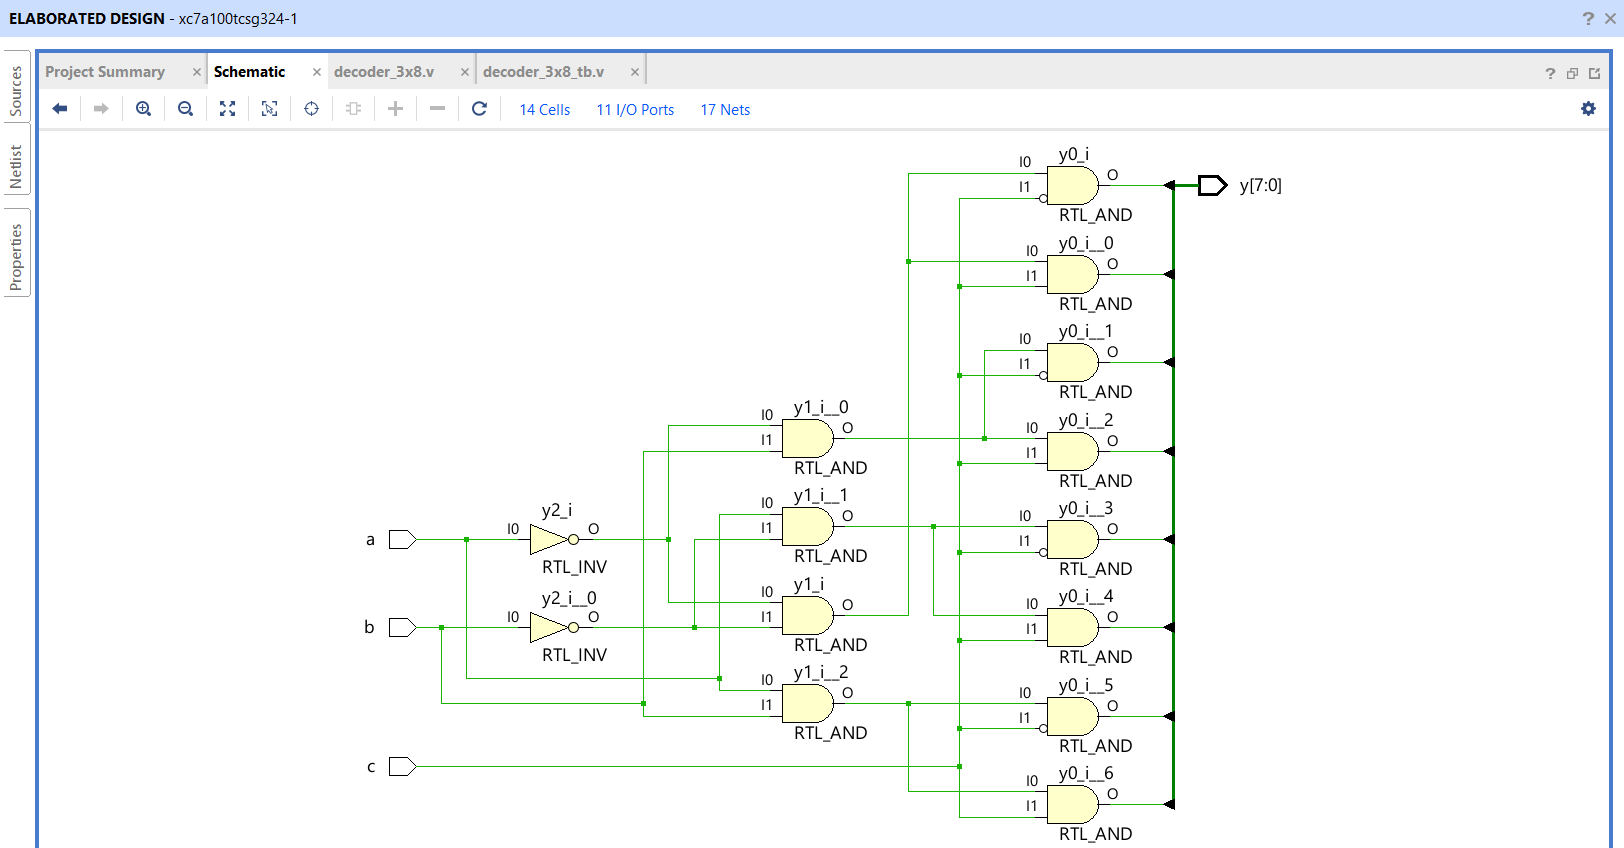 ELABORATED DESIGN - xc7a100tcsg324-1
? ×
Sources
Netlist
Properties
Project Summary × Schematic × decoder_3x8.v × decoder_3x8_tb.v ×
?
14 Cells 11 I/O Ports 17 Nets
y0_i
I0
I1
O
RTL_AND
y[7:0]
y0_i__0
I0
I1
O
RTL_AND
y0_i__1
I0
I1
O
RTL_AND
y0_i__2
I0
I1
O
RTL_AND
y0_i__3
I0
I1
O
RTL_AND
y0_i__4
I0
I1
O
RTL_AND
y0_i__5
I0
I1
O
RTL_AND
y0_i__6
I0
I1
O
RTL_AND
y1_i__0
I0
I1
O
RTL_AND
y1_i__1
I0
I1
O
RTL_AND
y1_i
I0
I1
O
RTL_AND
y1_i__2
I0
I1
O
RTL_AND
y2_i
I0
O
RTL_INV
y2_i__0
I0
O
RTL_INV
a
b
c